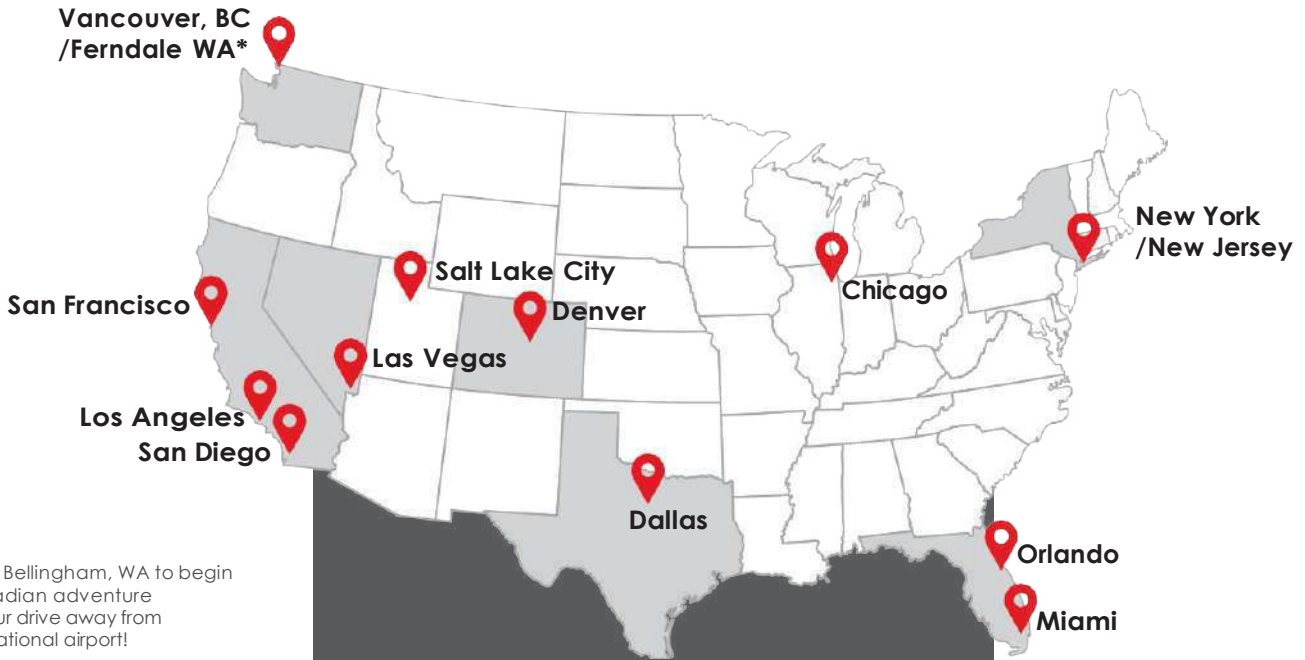 Vancouver, BC
/Ferndale WA*
New York
/New Jersey
Salt Lake City
Chicago
San Francisco
Denver
Las Vegas
Los Angeles
San Diego
Dallas
Orlando
Bellingham, WA to begin
adian adventure
ur drive away from
ational airport!
Miami